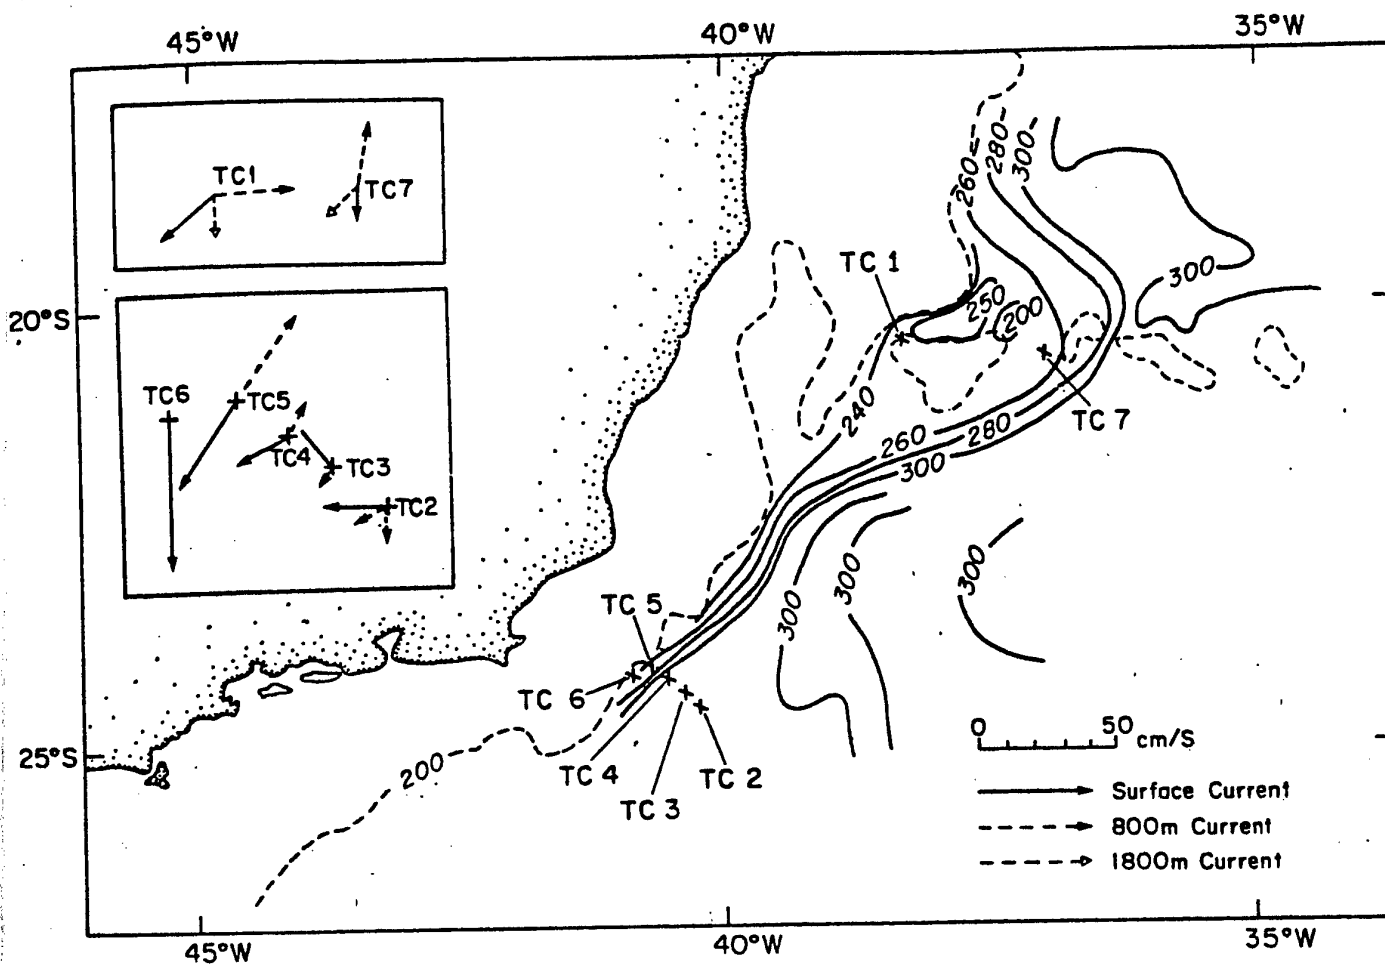 45°W
40°W
35°W
TC1
TC7
20°S
TC6
TC5
TC4
TC3
TC2
260
280
300
TC 1
250
200
300
TC 7
240
260
280
300
300
300
300
TC 5
TC 6
TC 4
TC 3
TC 2
25°S
200
0 50 cm/S
Surface Current
800m Current
1800m Current
45°W
40°W
35°W